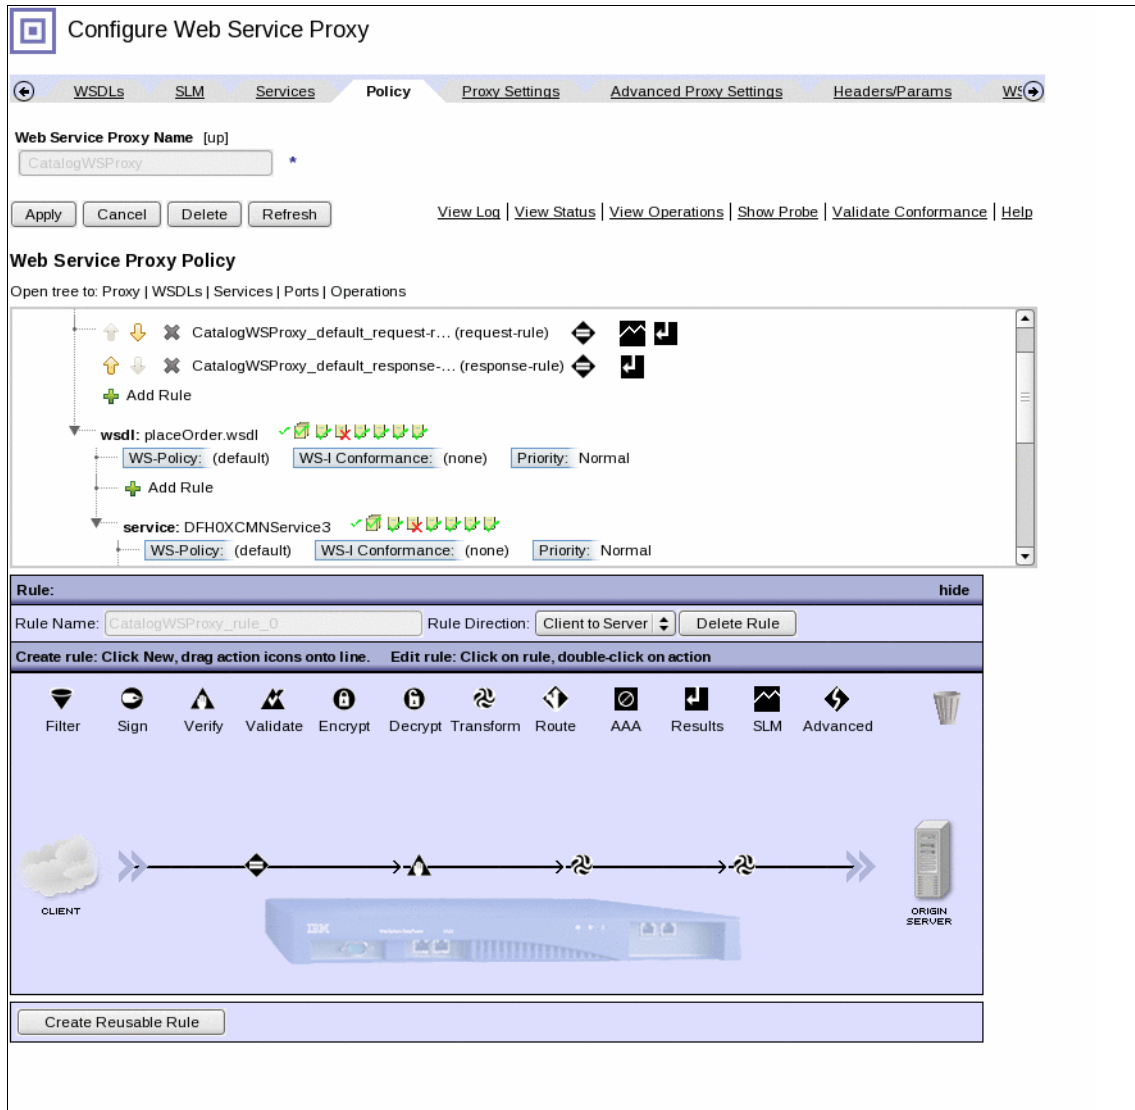 Configure Web Service Proxy
WSDLs SLM Services Policy Proxy Settings Advanced Proxy Settings Headers/Params
Web Service Proxy Name [up]
CatalogWSProxy *
Apply Cancel Delete Refresh View Log | View Status | View Operations | Show Probe | Validate Conformance | Help
Web Service Proxy Policy
Open tree to: Proxy | WSDLs | Services | Ports | Operations
CatalogWSProxy_default_request-r... (request-rule)
CatalogWSProxy_default_response-... (response-rule)
Add Rule
wsdl: placeOrder.wsdl
WS-Policy: (default) WS-I Conformance: (none) Priority: Normal
Add Rule
service: DFH0XCMNService3
WS-Policy: (default) WS-I Conformance: (none) Priority: Normal
Rule: hide
Rule Name: CatalogWSProxy_rule_0 Rule Direction: Client to Server Delete Rule
Create rule: Click New, drag action icons onto line. Edit rule: Click on rule, double-click on action
Filter Sign Verify Validate Encrypt Decrypt Transform Route AAA Results SLM Advanced
CLIENT
ORIGIN
SERVER
IBM
Create Reusable Rule